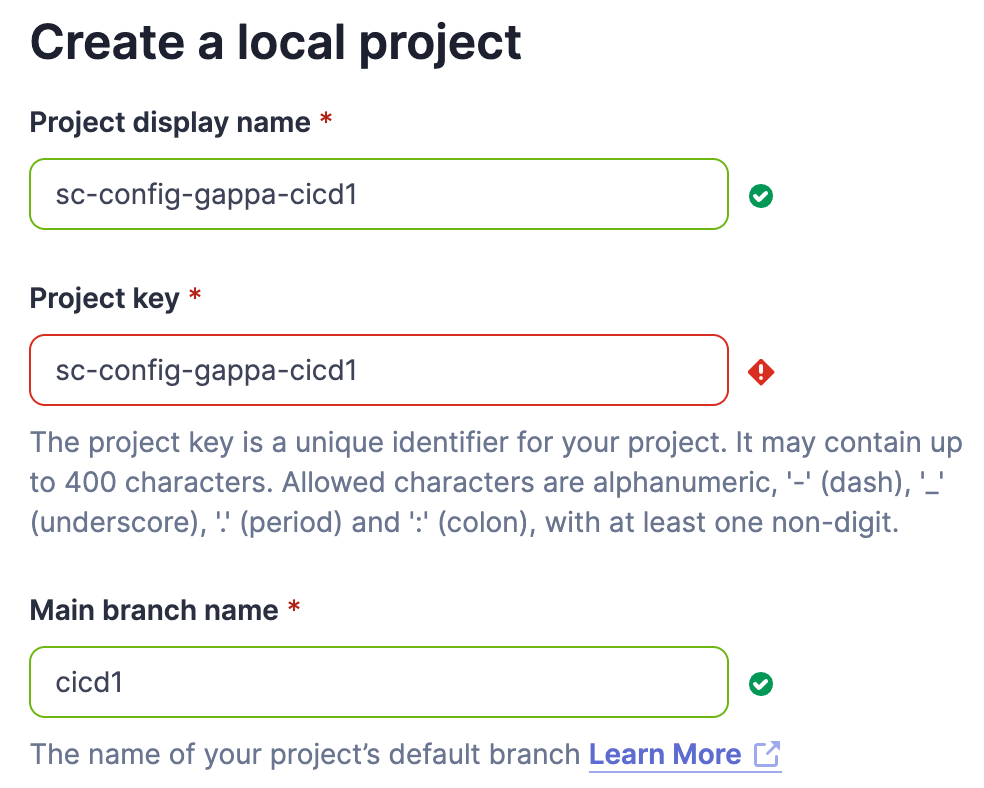 Create a local project
Project display name *
sc-config-gappa-cicd1
Project key *
sc-config-gappa-cicd1
The project key is a unique identifier for your project. It may contain up
to 400 characters. Allowed characters are alphanumeric, '-' (dash), '_'
(underscore), '.' (period) and ':' (colon), with at least one non-digit.
Main branch name *
cicd1
The name of your project’s default branch Learn More